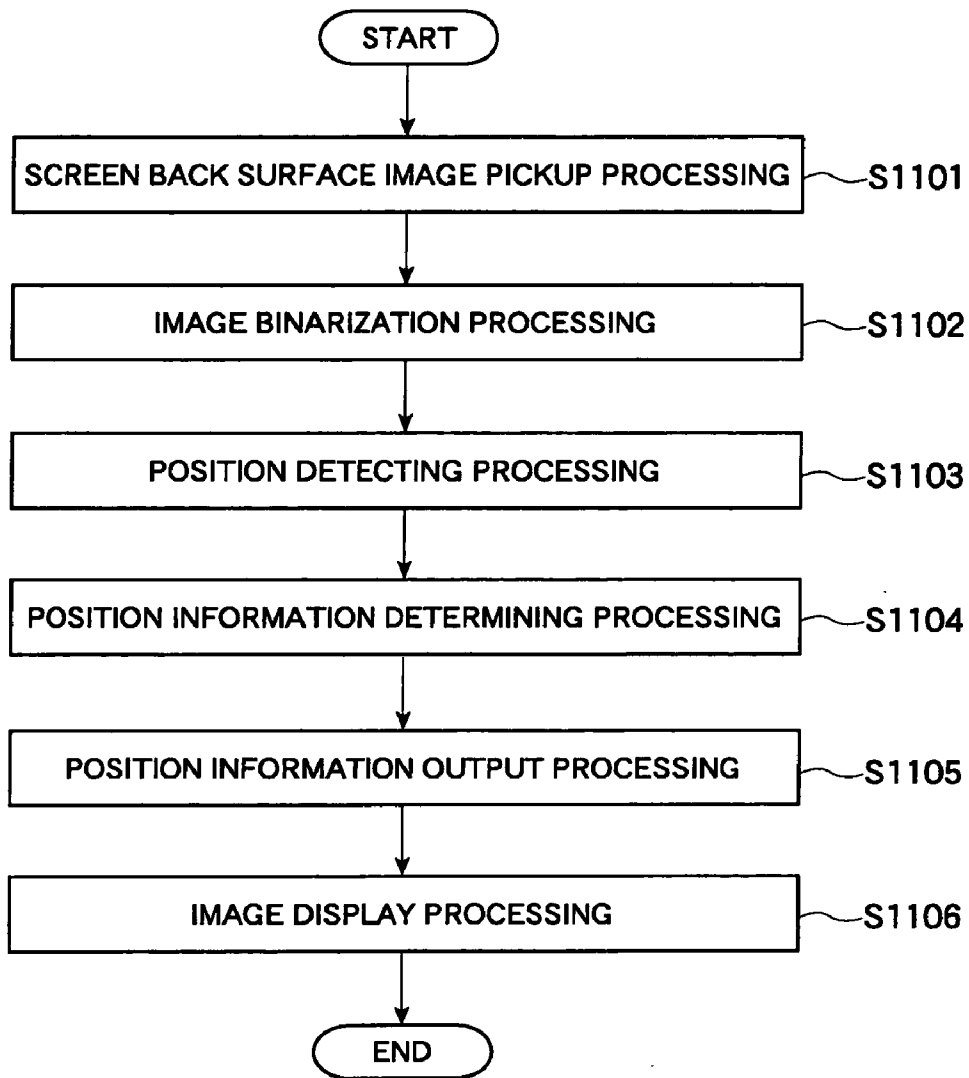 START
SCREEN BACK SURFACE IMAGE PICKUP PROCESSING
S1101
IMAGE BINARIZATION PROCESSING
S1102
POSITION DETECTING PROCESSING
S1103
POSITION INFORMATION DETERMINING PROCESSING
S1104
POSITION INFORMATION OUTPUT PROCESSING
S1105
IMAGE DISPLAY PROCESSING
S1106
END